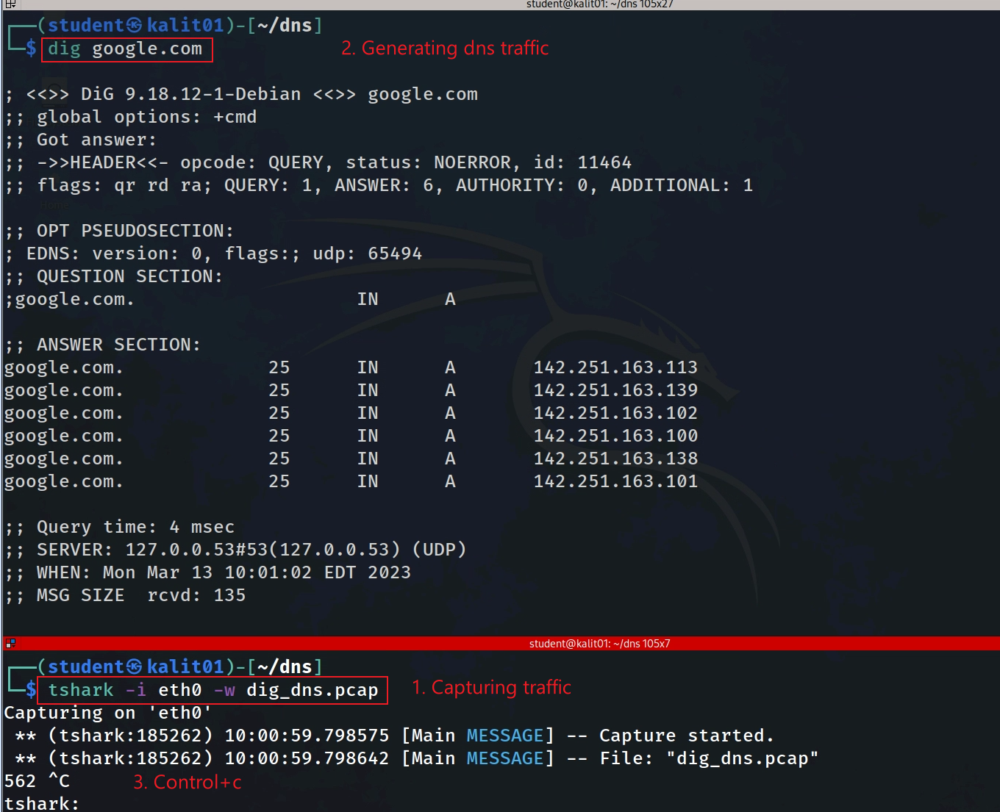 student@kalit01: ~/dns 105x27
┌──(student㉿kalit01)-[~/dns]
└─$ dig google.com
2. Generating dns traffic
; <<>> DiG 9.18.12-1-Debian <<>> google.com
;; global options: +cmd
;; Got answer:
;; ->>HEADER<<- opcode: QUERY, status: NOERROR, id: 11464
;; flags: qr rd ra; QUERY: 1, ANSWER: 6, AUTHORITY: 0, ADDITIONAL: 1
Home
;; OPT PSEUDOSECTION:
; EDNS: version: 0, flags:; udp: 65494
;; QUESTION SECTION:
;google.com. IN A
;; ANSWER SECTION:
google.com. 25 IN A 142.251.163.113
google.com. 25 IN A 142.251.163.139
google.com. 25 IN A 142.251.163.102
google.com. 25 IN A 142.251.163.100
google.com. 25 IN A 142.251.163.138
google.com. 25 IN A 142.251.163.101
;; Query time: 4 msec
;; SERVER: 127.0.0.53#53(127.0.0.53) (UDP)
;; WHEN: Mon Mar 13 10:01:02 EDT 2023
;; MSG SIZE  rcvd: 135
student@kalit01: ~/dns 105x7
┌──(student㉿kalit01)-[~/dns]
└─$ tshark -i eth0 -w dig_dns.pcap
1. Capturing traffic
Capturing on 'eth0'
 ** (tshark:185262) 10:00:59.798575 [Main MESSAGE] -- Capture started.
 ** (tshark:185262) 10:00:59.798642 [Main MESSAGE] -- File: "dig_dns.pcap"
562 ^C
3. Control+c
tshark: